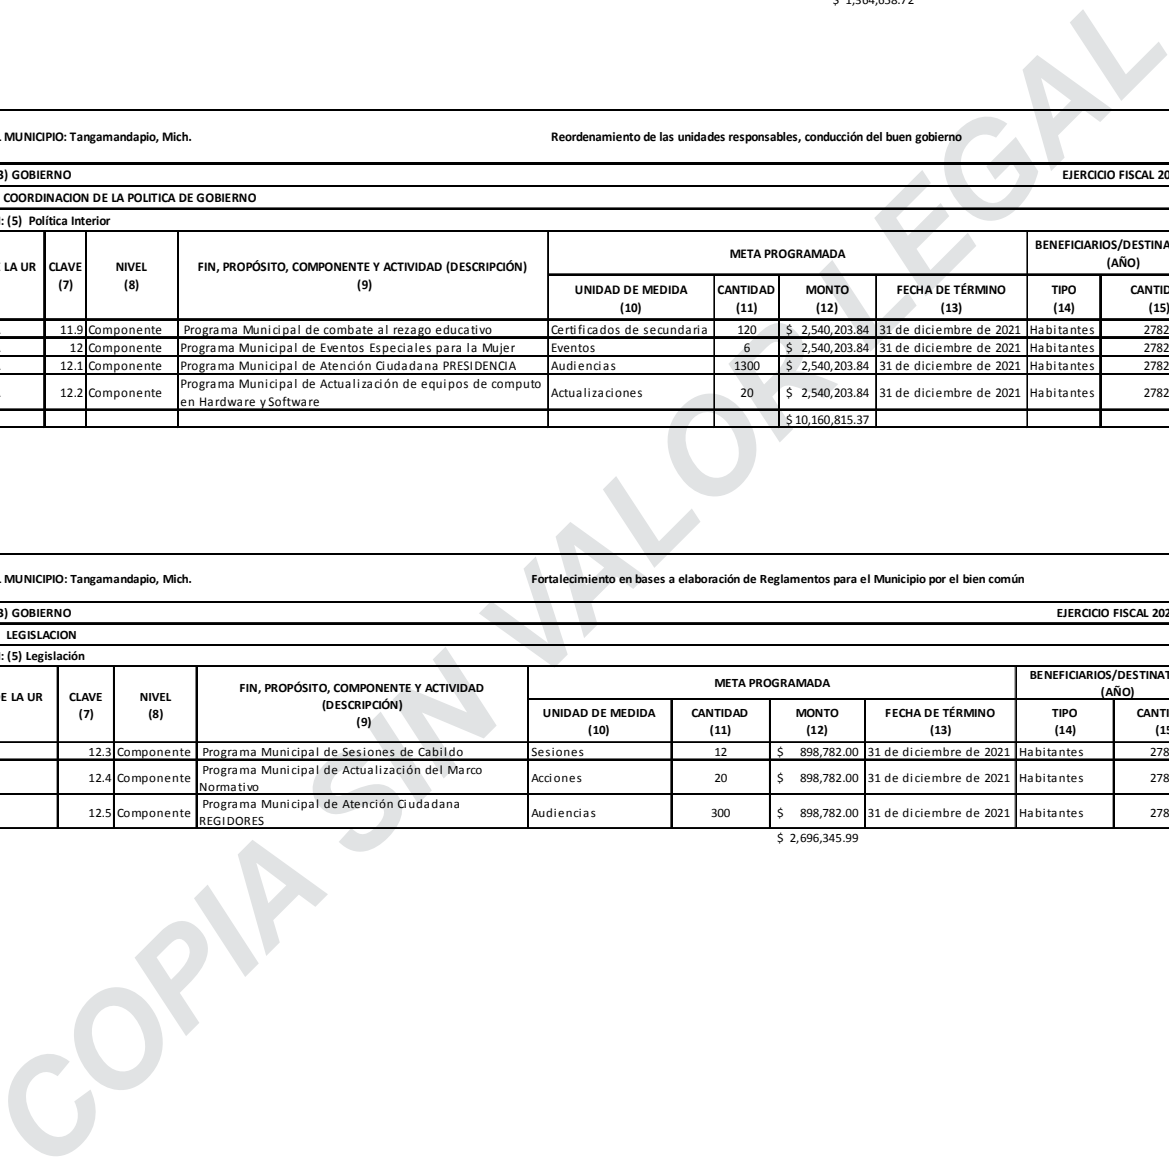 $ 1,364,658.72
MUNICIPIO: Tangamandapio, Mich. Reordenamiento de las unidades responsables, conducción del buen gobierno
GOBIERNO EJERCICIO FISCAL 20
COORDINACION DE LA POLITICA DE GOBIERNO
(5) Política Interior
LA UR CLAVE (7) NIVEL (8) FIN, PROPÓSITO, COMPONENTE Y ACTIVIDAD (DESCRIPCIÓN) (9) META PROGRAMADA BENEFICIARIOS/DESTINA (AÑO)
UNIDAD DE MEDIDA (10) CANTIDAD (11) MONTO (12) FECHA DE TÉRMINO (13) TIPO (14) CANTID (15)
11.9 Componente Programa Municipal de combate al rezago educativo Certificados de secundaria 120 $ 2,540,203.84 31 de diciembre de 2021 Habitantes 2782
12 Componente Programa Municipal de Eventos Especiales para la Mujer Eventos 6 $ 2,540,203.84 31 de diciembre de 2021 Habitantes 2782
12.1 Componente Programa Municipal de Atención Ciudadana PRESIDENCIA Audiencias 1300 $ 2,540,203.84 31 de diciembre de 2021 Habitantes 2782
12.2 Componente Programa Municipal de Actualización de equipos de computo en Hardware y Software Actualizaciones 20 $ 2,540,203.84 31 de diciembre de 2021 Habitantes 2782
$ 10,160,815.37
MUNICIPIO: Tangamandapio, Mich. Fortalecimiento en bases a elaboración de Reglamentos para el Municipio por el bien común
GOBIERNO EJERCICIO FISCAL 202
LEGISLACION
(5) Legislación
E LA UR CLAVE (7) NIVEL (8) FIN, PROPÓSITO, COMPONENTE Y ACTIVIDAD (DESCRIPCIÓN) (9) META PROGRAMADA BENEFICIARIOS/DESTINAT (AÑO)
UNIDAD DE MEDIDA (10) CANTIDAD (11) MONTO (12) FECHA DE TÉRMINO (13) TIPO (14) CANTI (15
12.3 Componente Programa Municipal de Sesiones de Cabildo Sesiones 12 $ 898,782.00 31 de diciembre de 2021 Habitantes 278
12.4 Componente Programa Municipal de Actualización del Marco Normativo Acciones 20 $ 898,782.00 31 de diciembre de 2021 Habitantes 278
12.5 Componente Programa Municipal de Atención Ciudadana REGIDORES Audiencias 300 $ 898,782.00 31 de diciembre de 2021 Habitantes 278
$ 2,696,345.99
COPIA SIN VALOR LEGAL